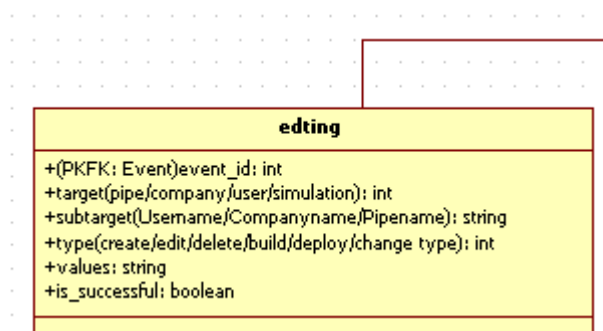 edting
+(PKFK: Event)event_id: int
+target(pipe/company/user/simulation): int
+subtarget(Username/Companyname/Pipename): string
+type(create/edit/delete/build/deploy/change type): int
+values: string
+is_successful: boolean